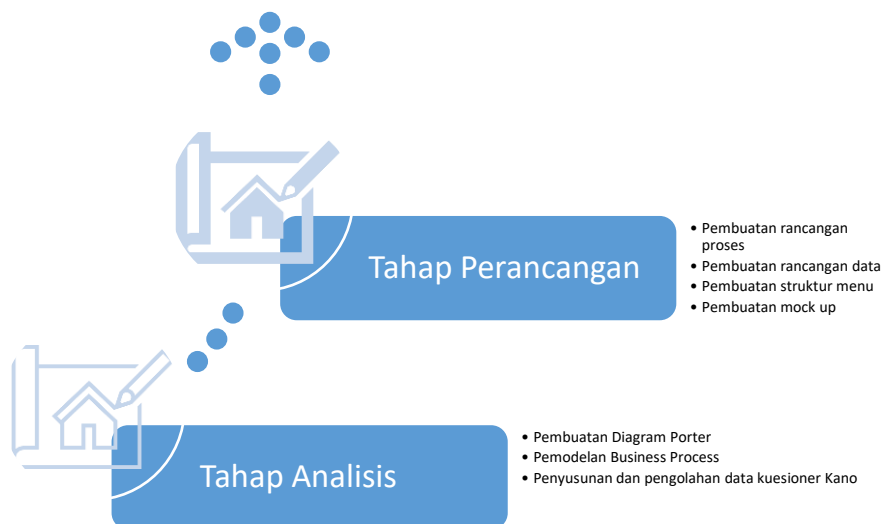 Tahap Perancangan
• Pembuatan rancangan
proses
• Pembuatan rancangan data
• Pembuatan struktur menu
• Pembuatan mock up
Tahap Analisis
• Pembuatan Diagram Porter
• Pemodelan Business Process
• Penyusunan dan pengolahan data kuesioner Kano